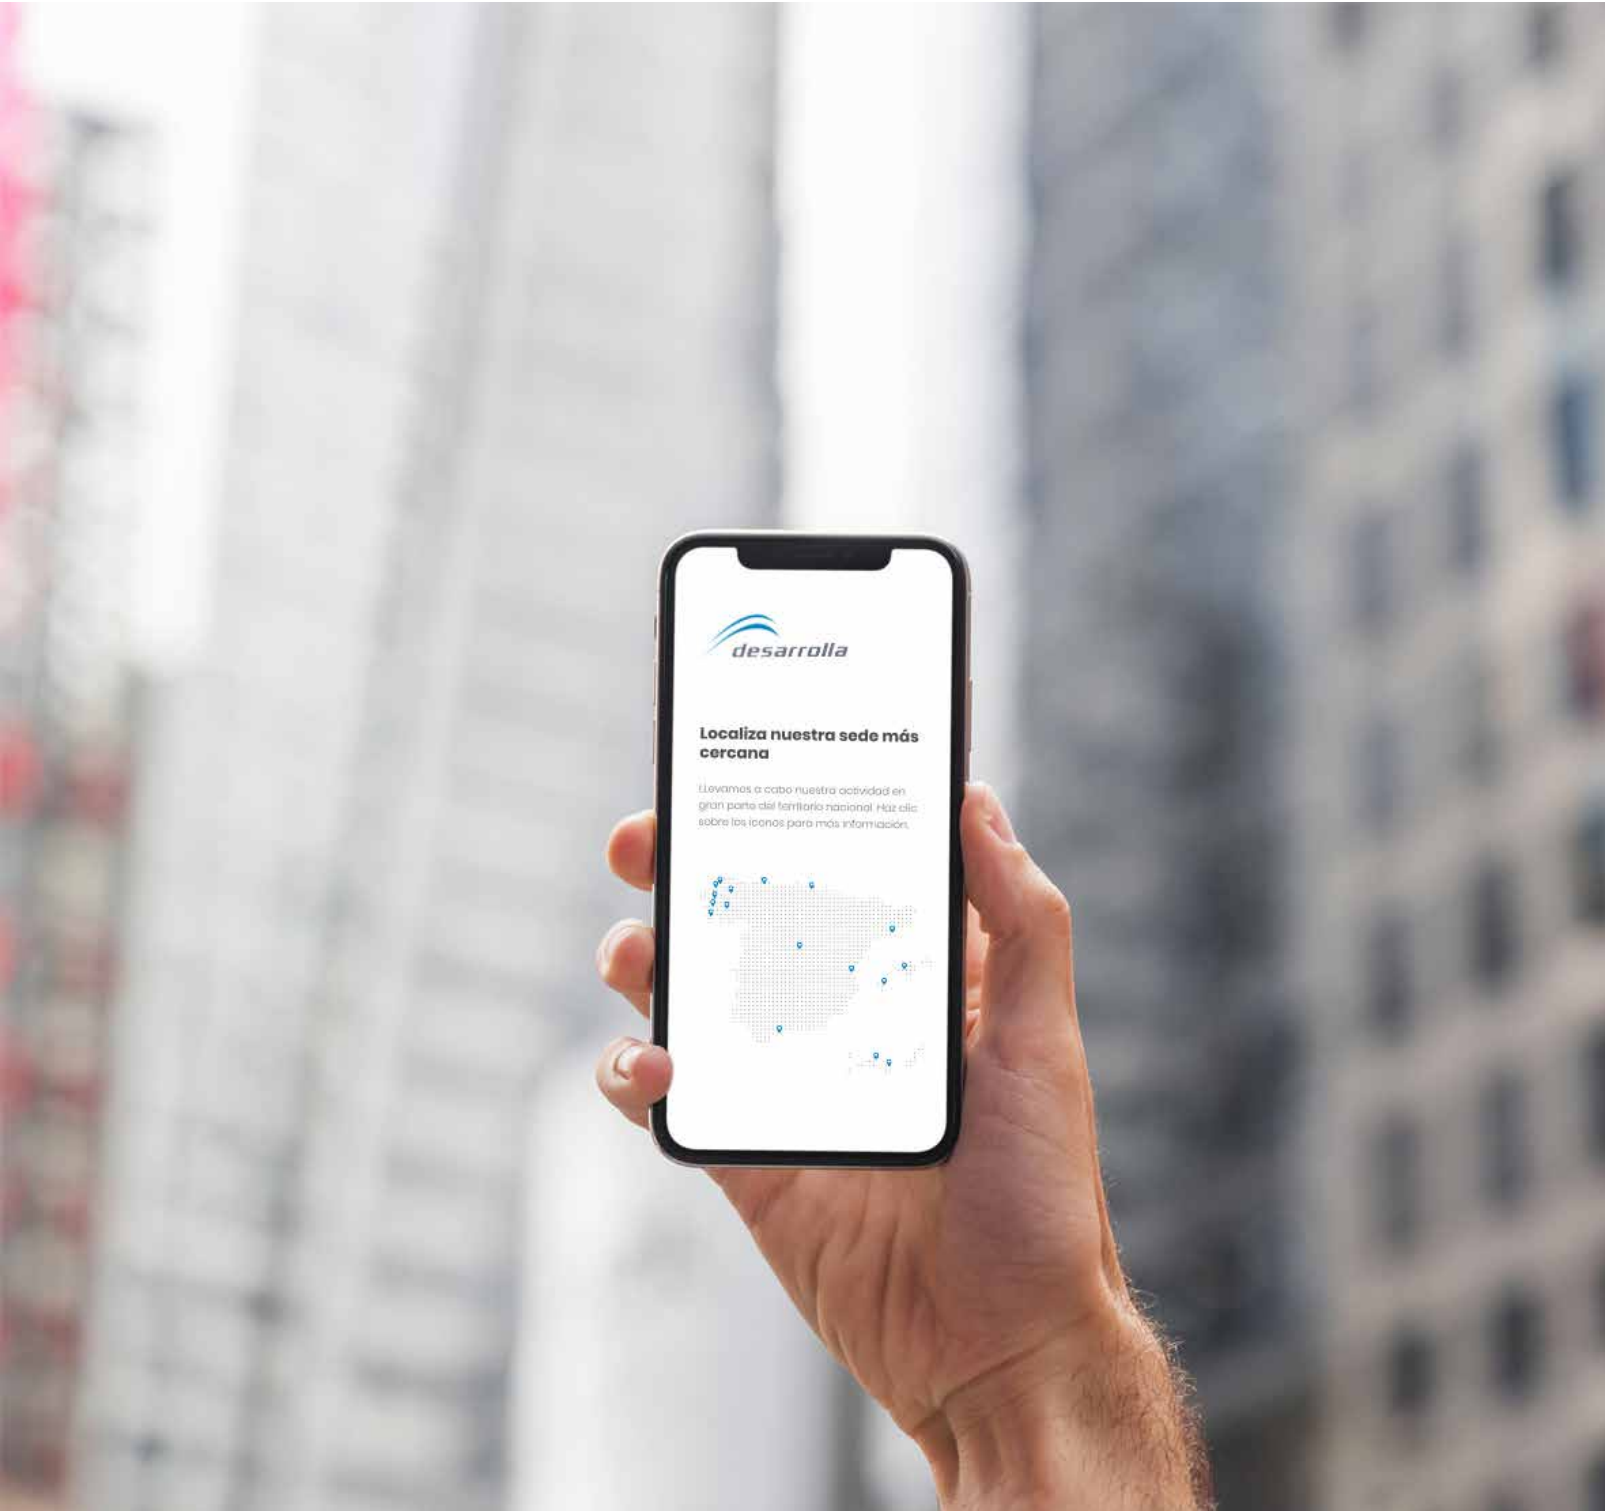 desarrolla
Localiza nuestra sede más
cercana
Llevamos a cabo nuestra actividad en
gran parte del territorio nacional. Haz clic
sobre los iconos para más información.